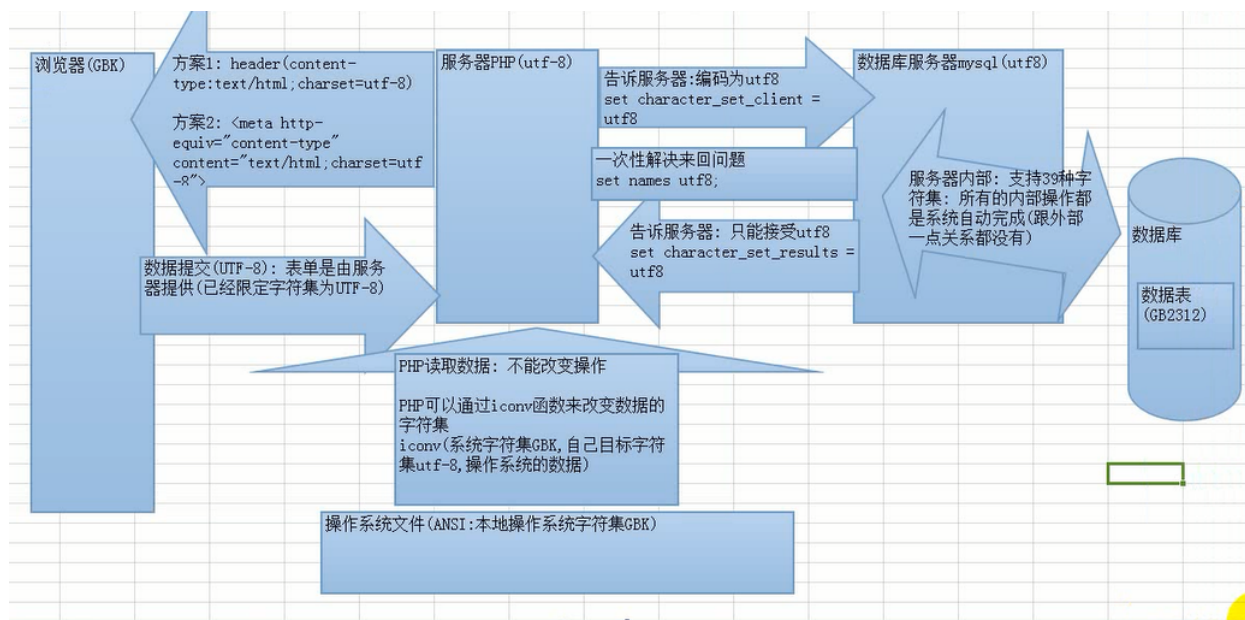 浏览器(GBK)
方案1: header(content-
type:text/html;charset=utf-8)
方案2: <meta http-
equiv="content-type"
content="text/html;charset=utf
-8">
数据提交(UTF-8): 表单是由服务
器提供(已经限定字符集为UTF-8)
服务器PHP(utf-8)
告诉服务器:编码为utf8
set character_set_client =
utf8
一次性解决来回问题
set names utf8;
告诉服务器: 只能接受utf8
set character_set_results =
utf8
数据库服务器mysql(utf8)
服务器内部: 支持39种字
符集: 所有的内部操作都
是系统自动完成(跟外部
一点关系都没有)
数据库
数据表
(GB2312)
PHP读取数据: 不能改变操作
PHP可以通过iconv函数来改变数据的
字符集
iconv(系统字符集GBK,自己目标字符
集utf-8,操作系统的数据)
操作系统文件(ANSI:本地操作系统字符集GBK)